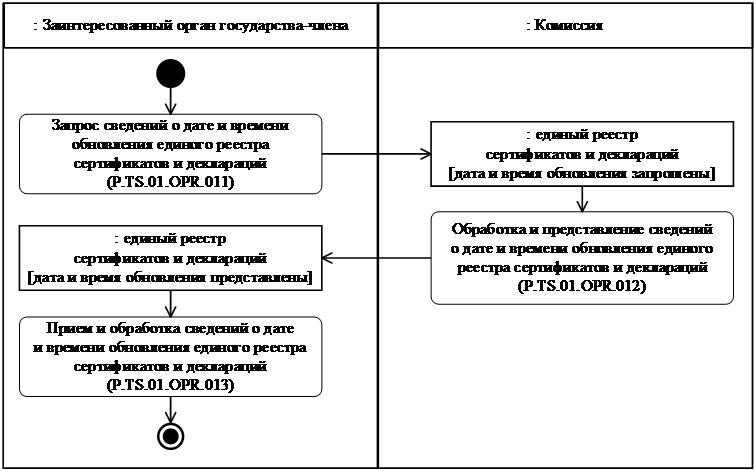 : Заинтересованный орган государства-члена
: Комиссия
Запрос сведений о дате и времени
обновления единого реестра
сертификатов и деклараций
(P.TS.01.OPR.011)
: единый реестр
сертификатов и деклараций
[дата и время обновления запрошены]
Обработка и представление сведений
о дате и времени обновления единого
реестра сертификатов и деклараций
(P.TS.01.OPR.012)
: единый реестр
сертификатов и деклараций
[дата и время обновления представлены]
Прием и обработка сведений о дате
и времени обновления единого реестра
сертификатов и деклараций
(P.TS.01.OPR.013)